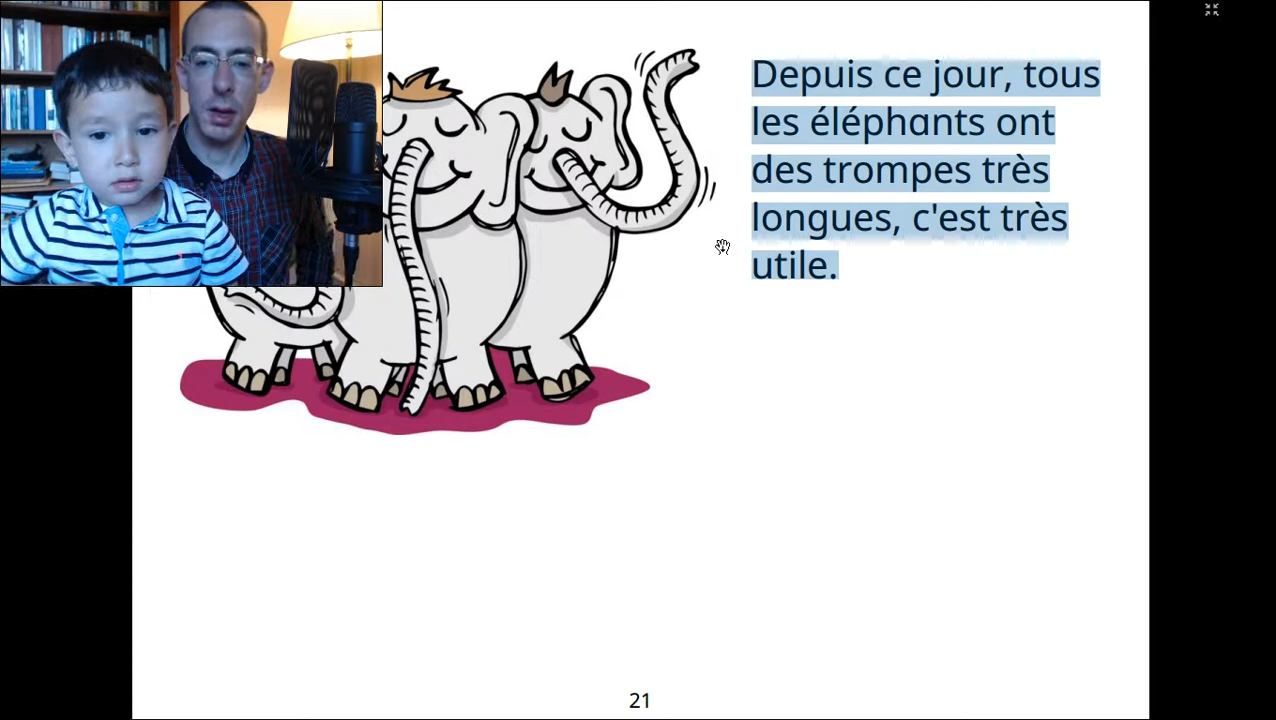 Depuis ce jour, tous
les éléphants ont
des trompes très
longues, c'est très
utile.
21